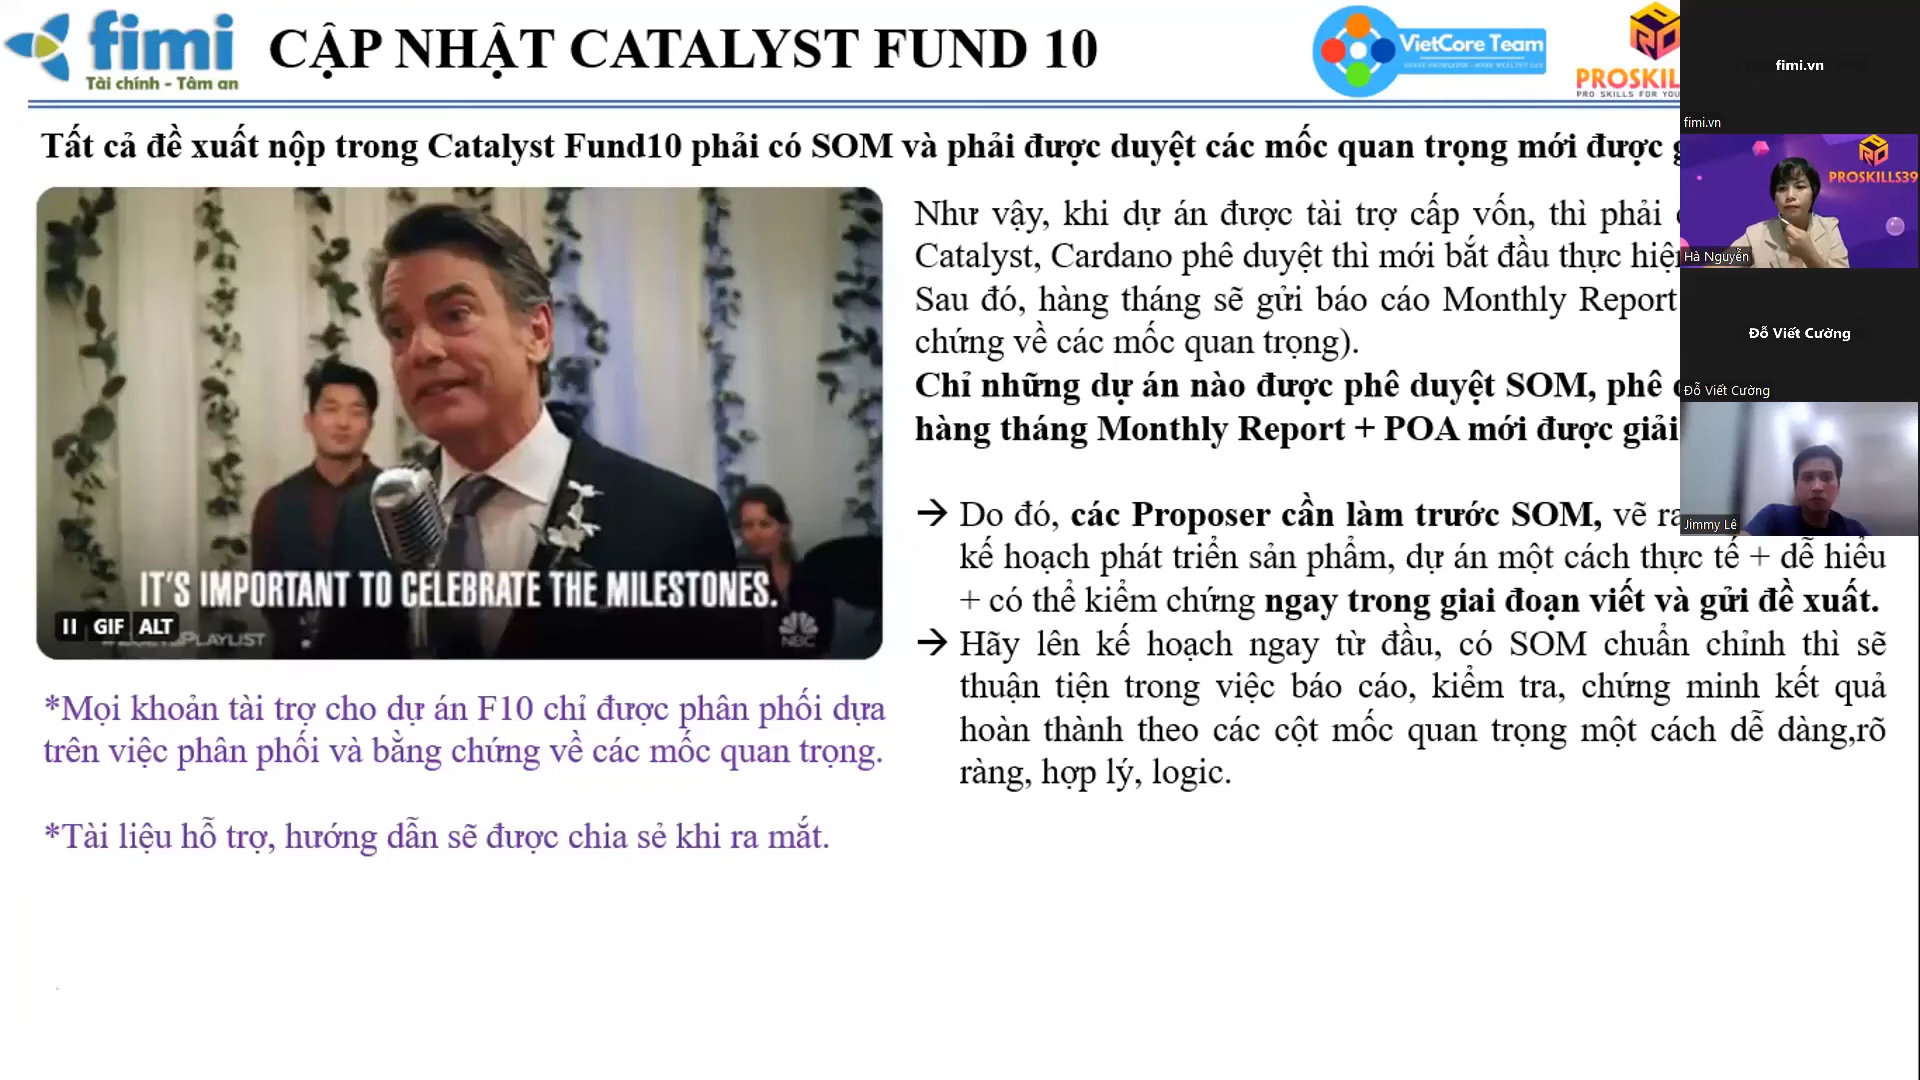 fimi
Tài chính - Tâm an
CẬP NHẬT CATALYST FUND 10
VietCore Team
PROSKIL
PRO SKILLS FOR YOU
Tất cả đề xuất nộp trong Catalyst Fund10 phải có SOM và phải được duyệt các mốc quan trọng mới được
IT'S IMPORTANT TO CELEBRATE THE MILESTONES.
GIF ALT
PLAYLIST
NBC
*Mọi khoản tài trợ cho dự án F10 chỉ được phân phối dựa
trên việc phân phối và bằng chứng về các mốc quan trọng.
*Tài liệu hỗ trợ, hướng dẫn sẽ được chia sẻ khi ra mắt.
Như vậy, khi dự án được tài trợ cấp vốn, thì phải
Catalyst, Cardano phê duyệt thì mới bắt đầu thực hiện
Sau đó, hàng tháng sẽ gửi báo cáo Monthly Report
chứng về các mốc quan trọng).
Chỉ những dự án nào được phê duyệt SOM, phê
hàng tháng Monthly Report + POA mới được giải
→ Do đó, các Proposer cần làm trước SOM, vẽ ra
kế hoạch phát triển sản phẩm, dự án một cách thực tế + dễ hiểu
+ có thể kiểm chứng ngay trong giai đoạn viết và gửi đề xuất.
→ Hãy lên kế hoạch ngay từ đầu, có SOM chuẩn chỉnh thì sẽ
thuận tiện trong việc báo cáo, kiểm tra, chứng minh kết quả
hoàn thành theo các cột mốc quan trọng một cách dễ dàng,rõ
ràng, hợp lý, logic.
fimi.vn
fimi.vn
PROSKILLS39
Hà Nguyễn
Đỗ Viết Cường
Đỗ Viết Cường
Jimmy Lê